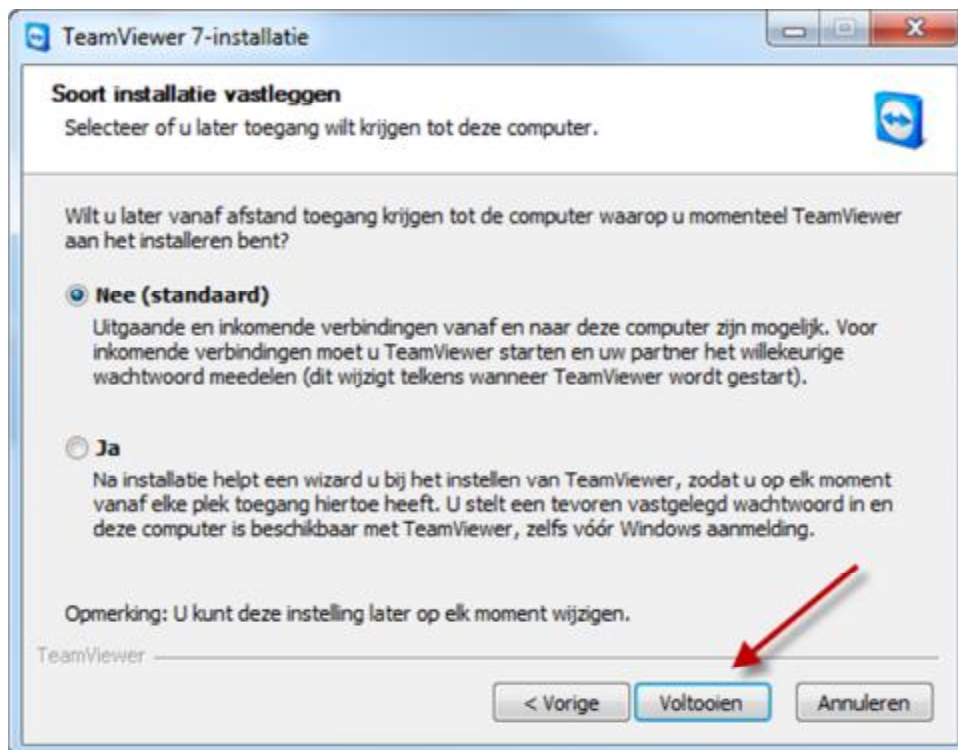 TeamViewer 7-installatie
Soort installatie vastleggen
Selecteer of u later toegang wilt krijgen tot deze computer.
Wilt u later vanaf afstand toegang krijgen tot de computer waarop u momenteel TeamViewer
aan het installeren bent?
Nee (standaard)
Uitgaande en inkomende verbindingen vanaf en naar deze computer zijn mogelijk. Voor
inkomende verbindingen moet u TeamViewer starten en uw partner het willekeurige
wachtwoord meedelen (dit wijzigt telkens wanneer TeamViewer wordt gestart).
Ja
Na installatie helpt een wizard u bij het instellen van TeamViewer, zodat u op elk moment
vanaf elke plek toegang hiertoe heeft. U stelt een tevoren vastgelegd wachtwoord in en
deze computer is beschikbaar met TeamViewer, zelfs vóór Windows aanmelding.
Opmerking: U kunt deze instelling later op elk moment wijzigen.
TeamViewer
< Vorige
Voltooien
Annuleren